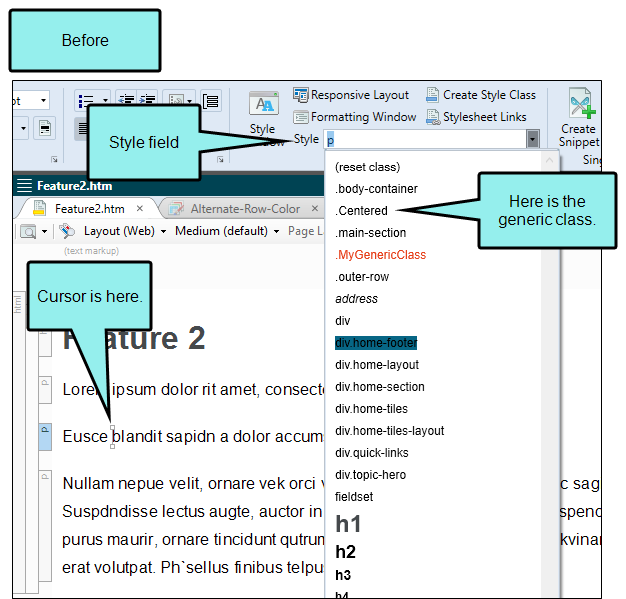 Before
pt
Style field
Style
Window
Responsive Layout
Formatting Window
Create Style Class
Stylesheet Links
Style
p
Create
Snippet
Feature2.htm
Feature2.htm ×
Alternate-Row-Color ×
Layout (Web)
Medium (default)
Page L
(text markup)
html
Cursor is here.
Here is the
generic class.
(reset class)
.body-container
.Centered
.main-section
.MyGenericClass
.outer-row
address
div
div.home-footer
div.home-layout
div.home-section
div.home-tiles
div.home-tiles-layout
div.quick-links
div.topic-hero
fieldset
h1
h2
h3
h4
Feature 2
p
Lorem ipsum dolor rit amet, consect
p
Eusce blandit sapidn a dolor accum
p
Nullam nepue velit, ornare vek orci v
c sag
Suspdndisse lectus augte, auctor in
spend
purus maurir, ornare tincidunt qutrum
kvinar
erat volutpat. Ph`sellus finibus telpu